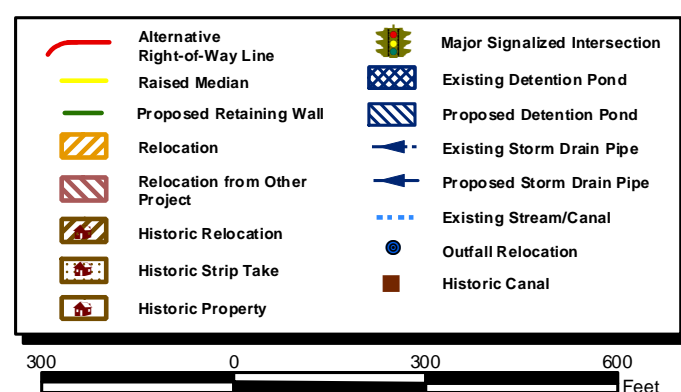 Alternative
Right-of-Way Line
Raised Median
Proposed Retaining Wall
Relocation
Relocation from Other
Project
Historic Relocation
Historic Strip Take
Historic Property
Major Signalized Intersection
Existing Detention Pond
Proposed Detention Pond
Existing Storm Drain Pipe
Proposed Storm Drain Pipe
Existing Stream/Canal
Outfall Relocation
Historic Canal
300 0 300 600
Feet